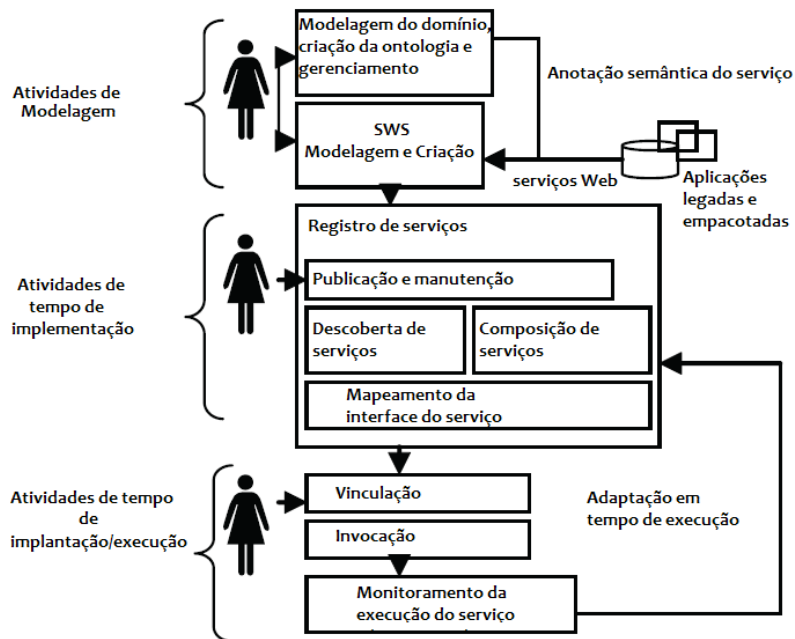 Modelagem do domínio,
criação da ontologia e
gerenciamento
Anotação semântica do serviço
Atividades de
Modelagem
SWS
Modelagem e Criação
serviços Web
Aplicações
legadas e
empacotadas
Registro de serviços
Atividades de
tempo de
implementação
Publicação e manutenção
Descoberta de
serviços
Composição de
serviços
Mapeamento da
interface do serviço
Atividades de tempo
de
implantação/execução
Vinculação
Invocação
Adaptação em
tempo de execução
Monitoramento da
execução do serviço